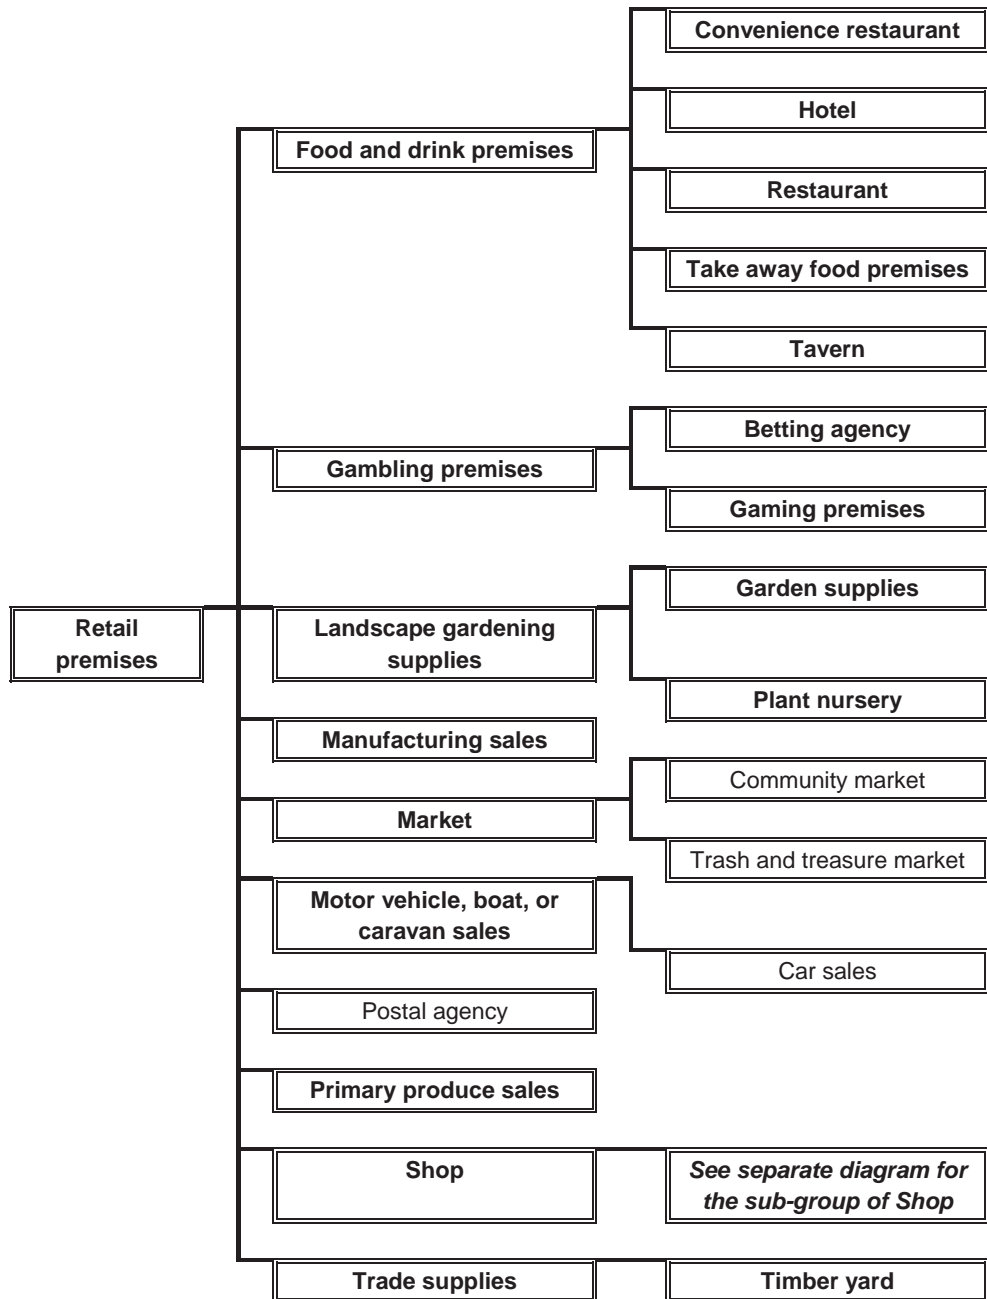 Convenience restaurant
Hotel
Food and drink premises
Restaurant
Take away food premises
Tavern
Betting agency
Gambling premises
Gaming premises
Garden supplies
Retail
premises
Landscape gardening
supplies
Plant nursery
Manufacturing sales
Community market
Market
Trash and treasure market
Motor vehicle, boat, or
caravan sales
Car sales
Postal agency
Primary produce sales
Shop
See separate diagram for
the sub-group of Shop
Trade supplies
Timber yard